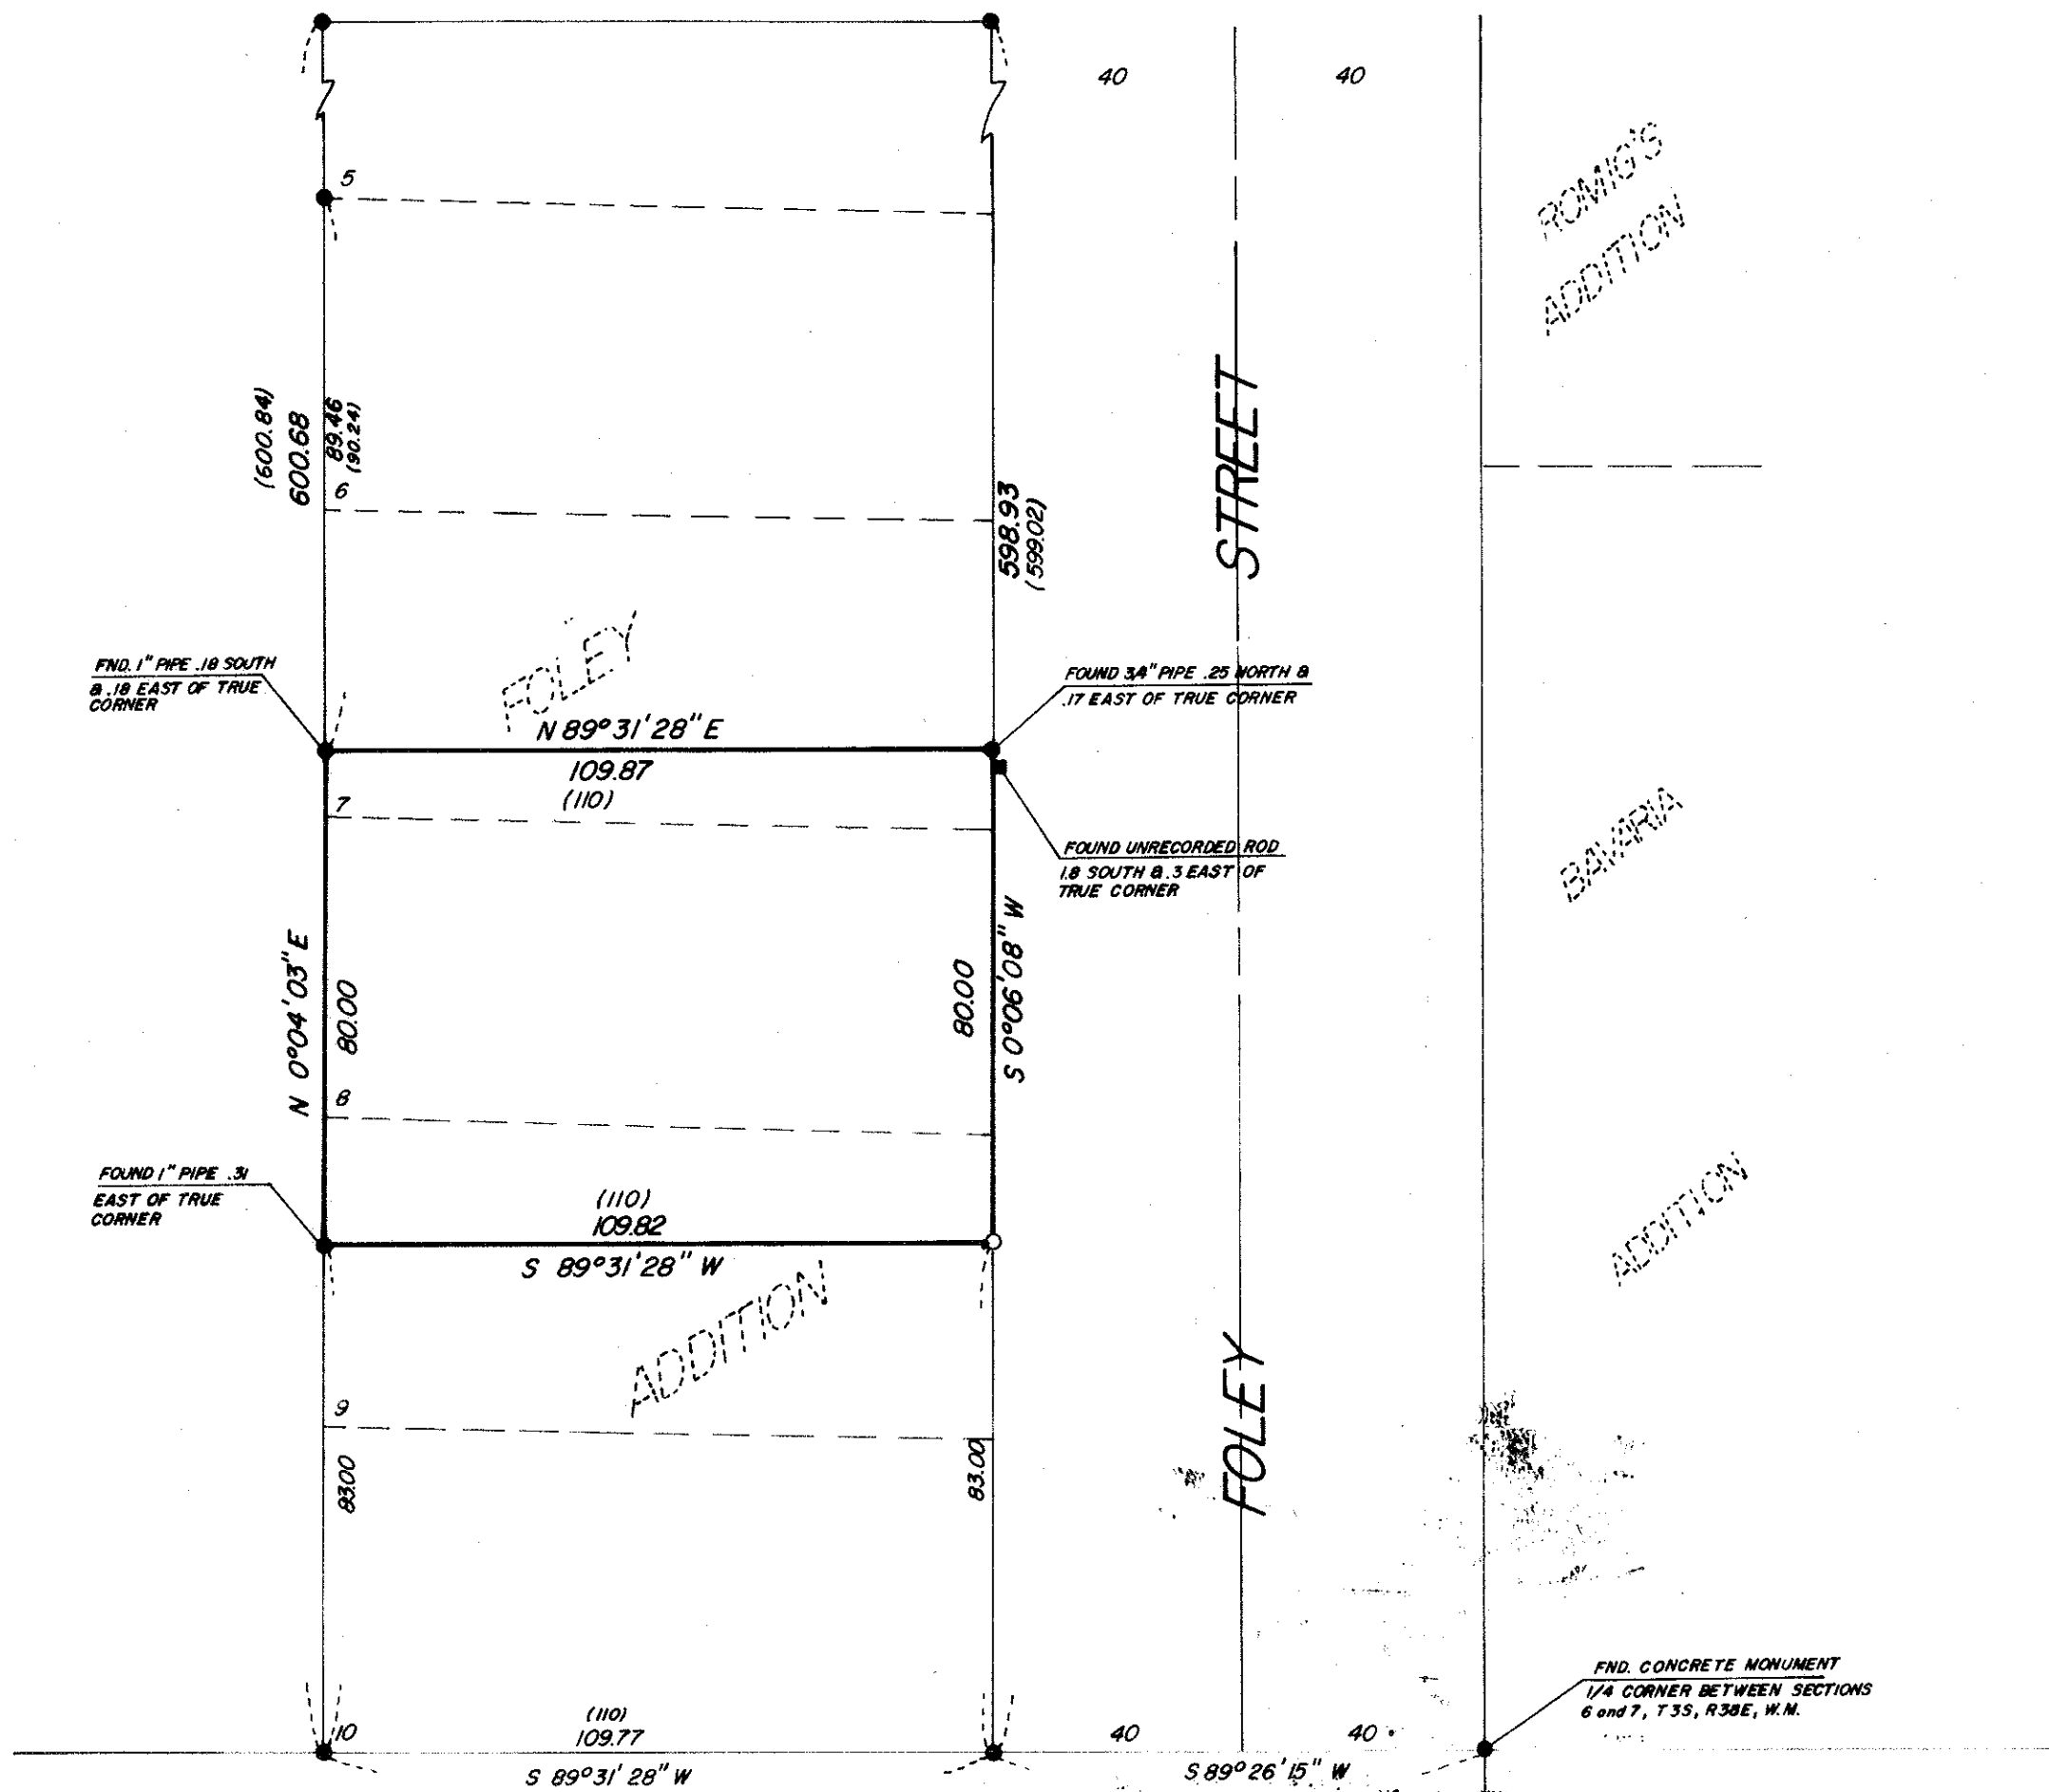 40
40
ROMIG'S
ADDITION
5
(600.84)
600.68
89.46
(90.24)
6
598.93
(599.02)
STREET
FND. 1" PIPE .18 SOUTH
& .18 EAST OF TRUE
CORNER
FOLEY
FOUND 3/4" PIPE .25 NORTH &
.17 EAST OF TRUE CORNER
N 89°31'28" E
109.87
(110)
7
FOUND UNRECORDED ROD
1.8 SOUTH & .3 EAST OF
TRUE CORNER
BAVARIA
N 0°04'03" E
80.00
80.00
S 0°06'08" W
8
FOUND 1" PIPE .31
EAST OF TRUE
CORNER
(110)
109.82
S 89°31'28" W
ADDITION
ADDITION
9
83.00
83.00
FOLEY
FND. CONCRETE MONUMENT
1/4 CORNER BETWEEN SECTIONS
6 and 7, T3S, R38E, W.M.
10
(110)
109.77
S 89°31'28" W
40
40
S 89°26'15" W